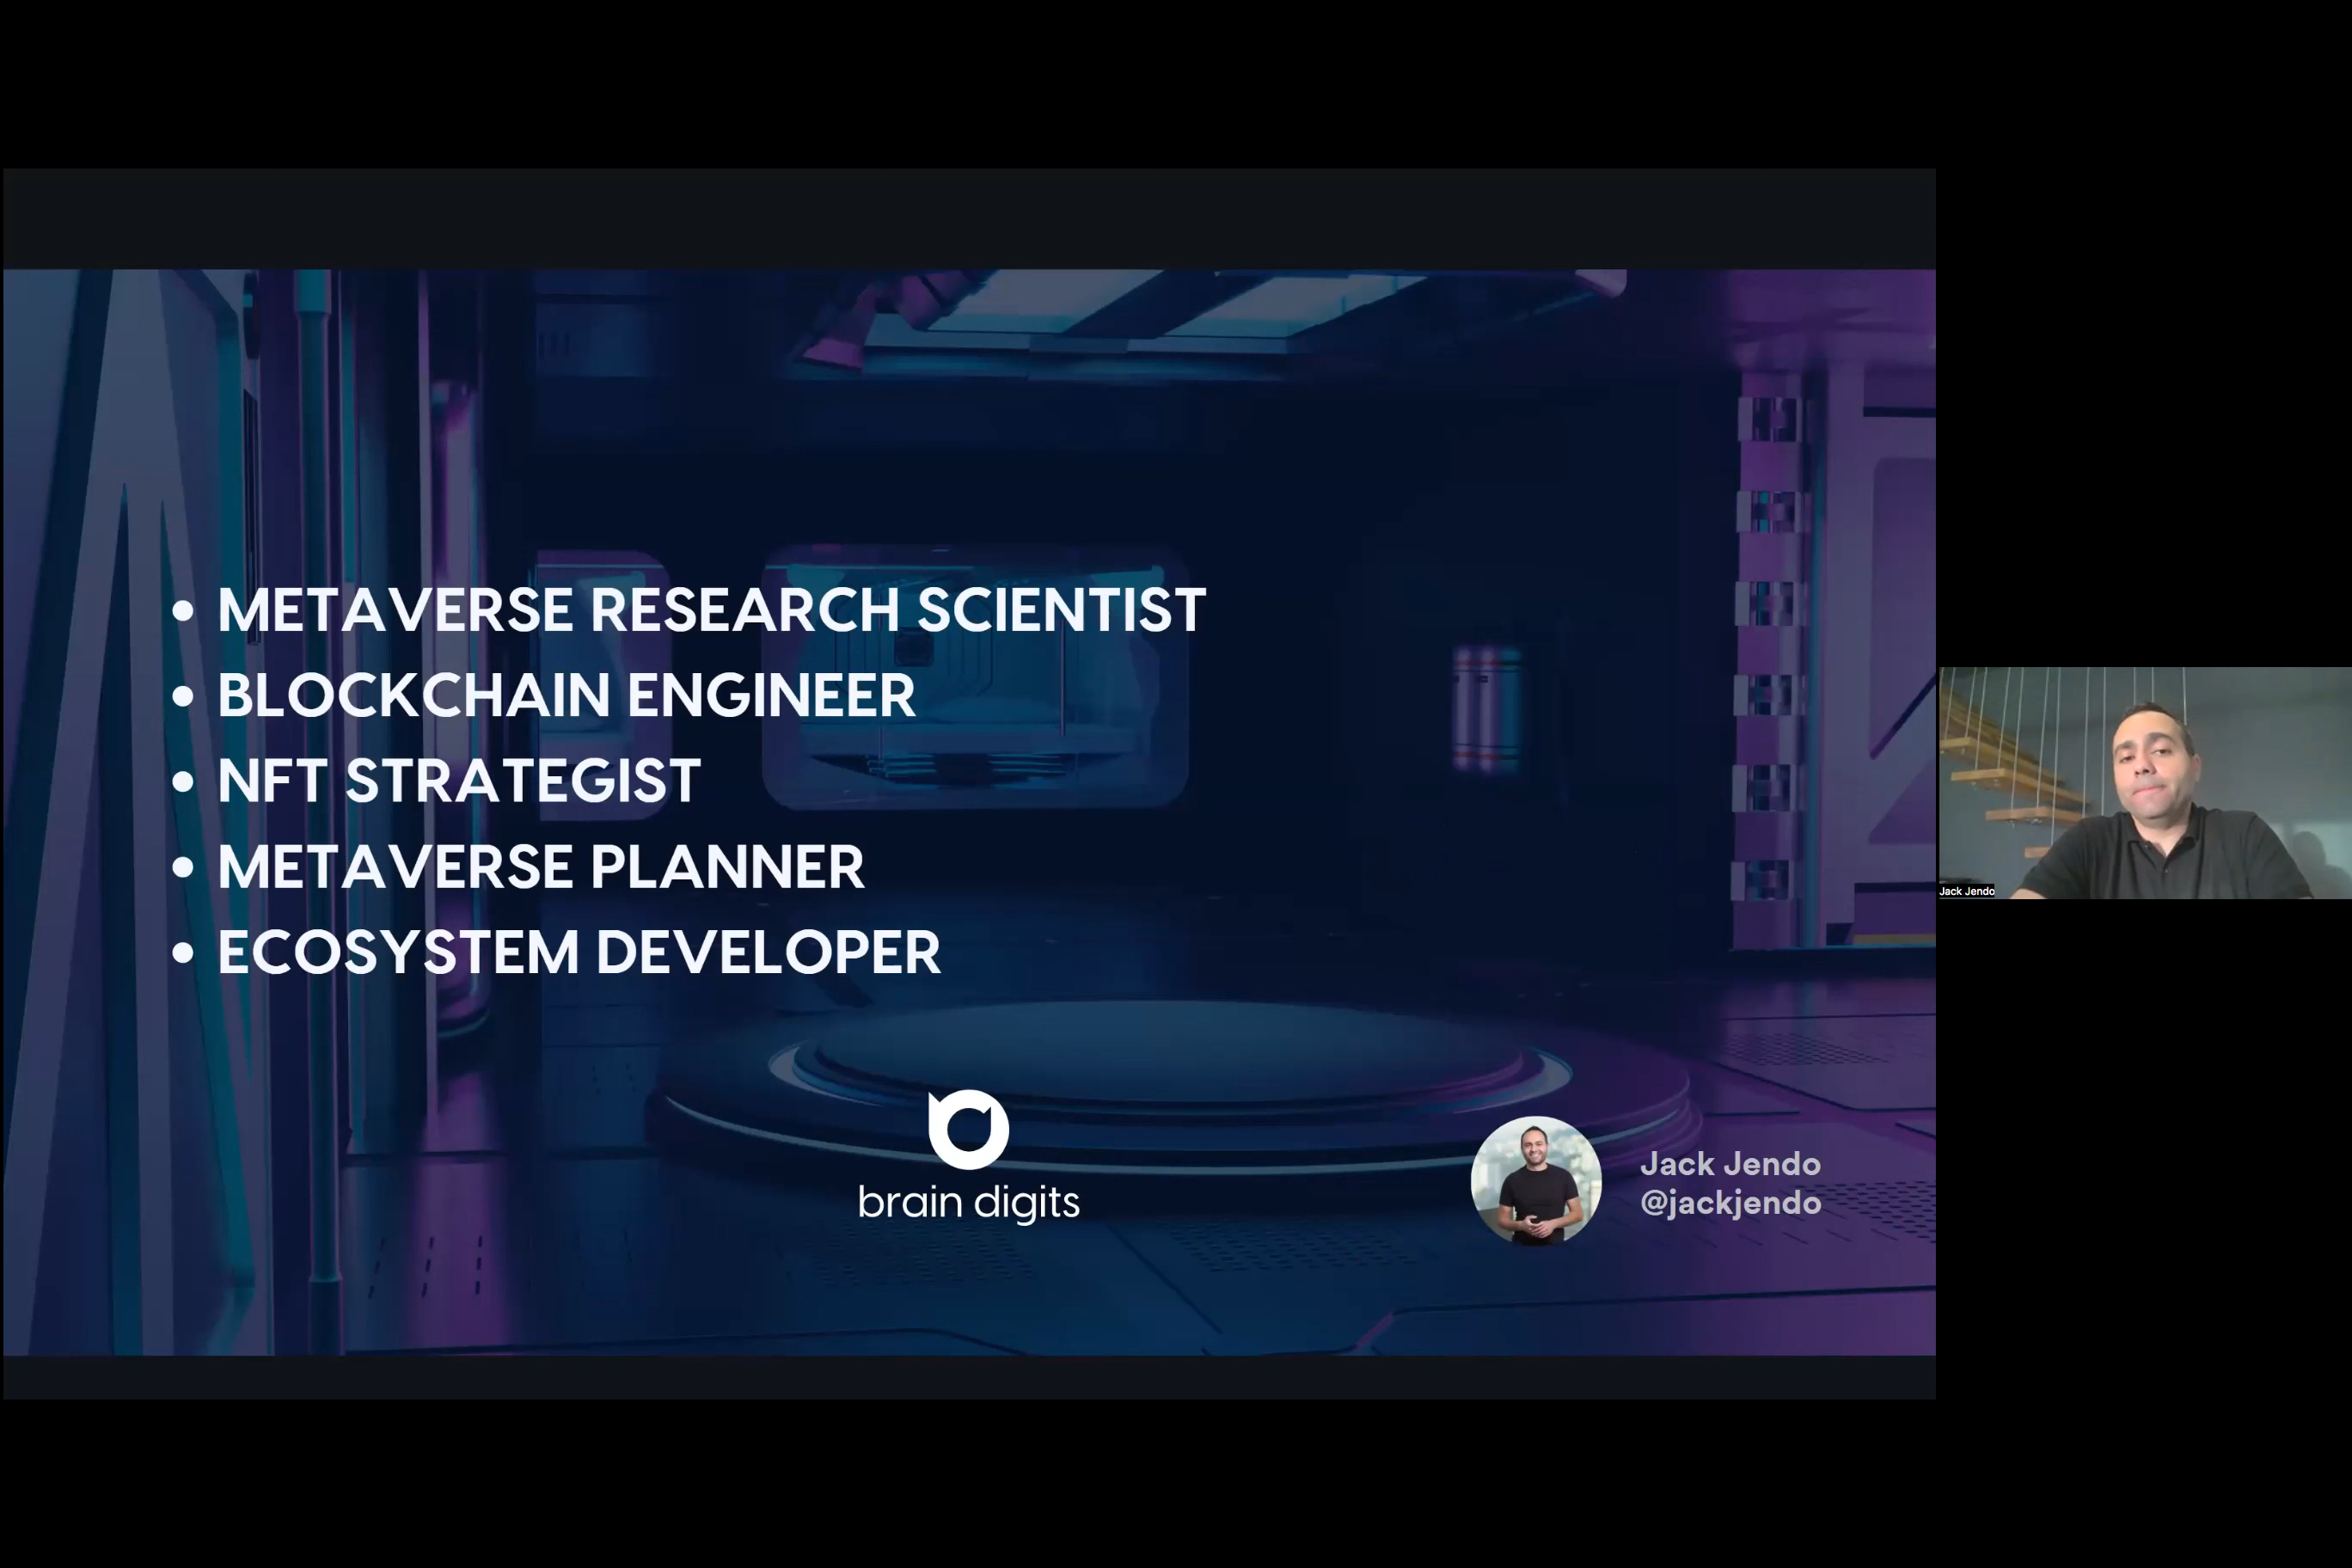 • METAVERSE RESEARCH SCIENTIST
• BLOCKCHAIN ENGINEER
• NFT STRATEGIST
• METAVERSE PLANNER
• ECOSYSTEM DEVELOPER
brain digits
Jack Jendo
@jackjendo
Jack Jendo